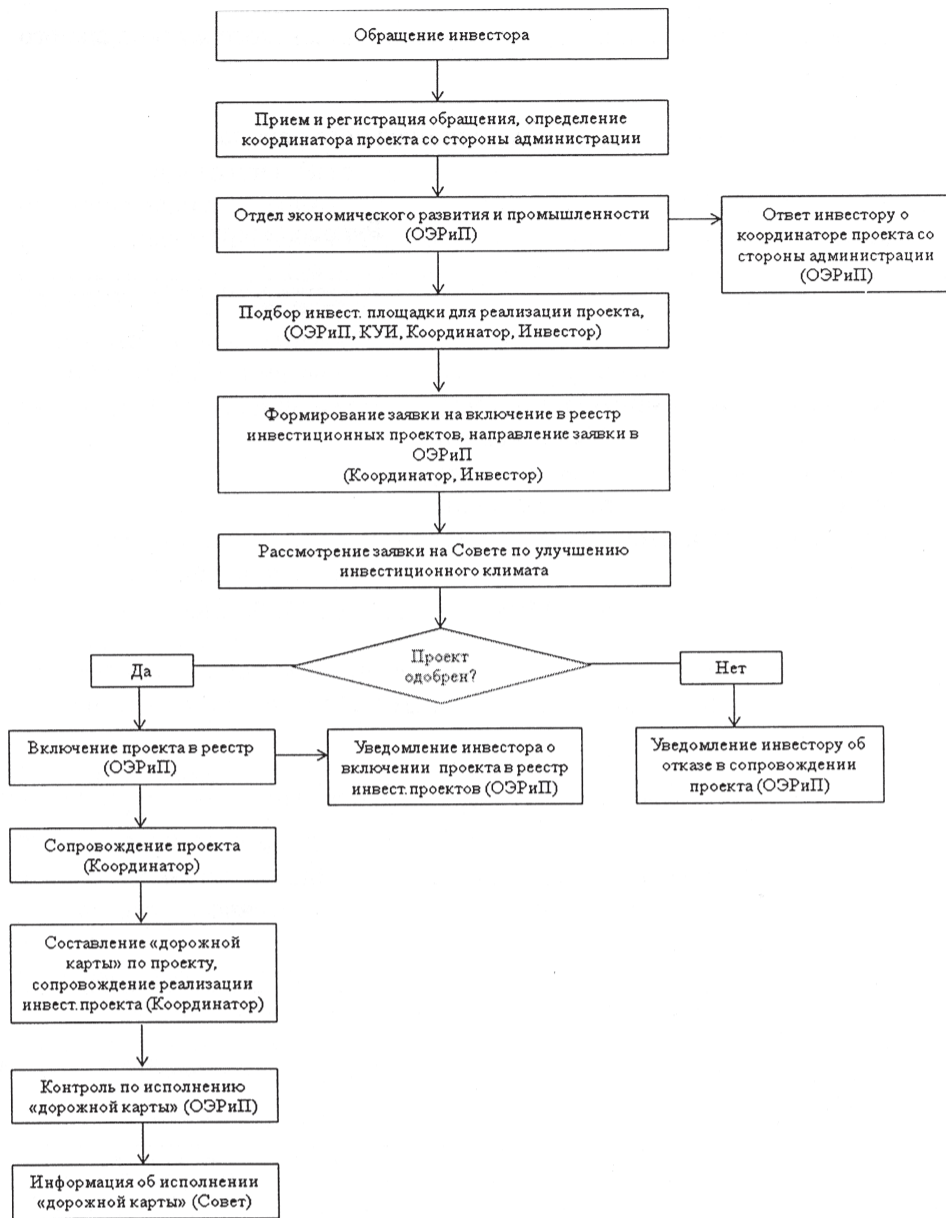 Обращение инвестора
Прием и регистрация обращения, определение
координатора проекта со стороны администрации
Отдел экономического развития и промышленности
(ОЭРиП)
Ответ инвестору о
координаторе проекта со
стороны администрации
(ОЭРиП)
Подбор инвест. площадки для реализации проекта,
(ОЭРиП, КУИ, Координатор, Инвестор)
Формирование заявки на включение в реестр
инвестиционных проектов, направление заявки в
ОЭРиП
(Координатор, Инвестор)
Рассмотрение заявки на Совете по улучшению
инвестиционного климата
Проект
одобрен?
Да
Нет
Включение проекта в реестр
(ОЭРиП)
Уведомление инвестора о
включении проекта в реестр
инвест.проектов (ОЭРиП)
Уведомление инвестору об
отказе в сопровождении
проекта (ОЭРиП)
Сопровождение проекта
(Координатор)
Составление «дорожной
карты» по проекту,
сопровождение реализации
инвест.проекта (Координатор)
Контроль по исполнению
«дорожной карты» (ОЭРиП)
Информация об исполнении
«дорожной карты» (Совет)